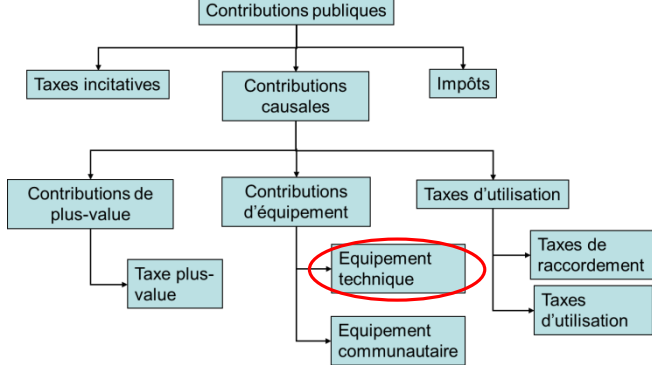 Contributions publiques
Taxes incitatives
Contributions
causales
Impôts
Contributions de
plus-value
Contributions
d'équipement
Taxes d'utilisation
Taxe plus-
value
Equipement
technique
Taxes de
raccordement
Taxes
d'utilisation
Equipement
communautaire